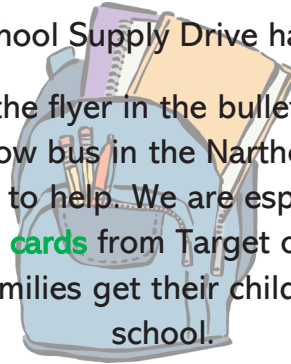 hool Supply Drive ha
the flyer in the bullet
ow bus in the Narthe
to help. We are esp
cards from Target o
milies get their child
school.